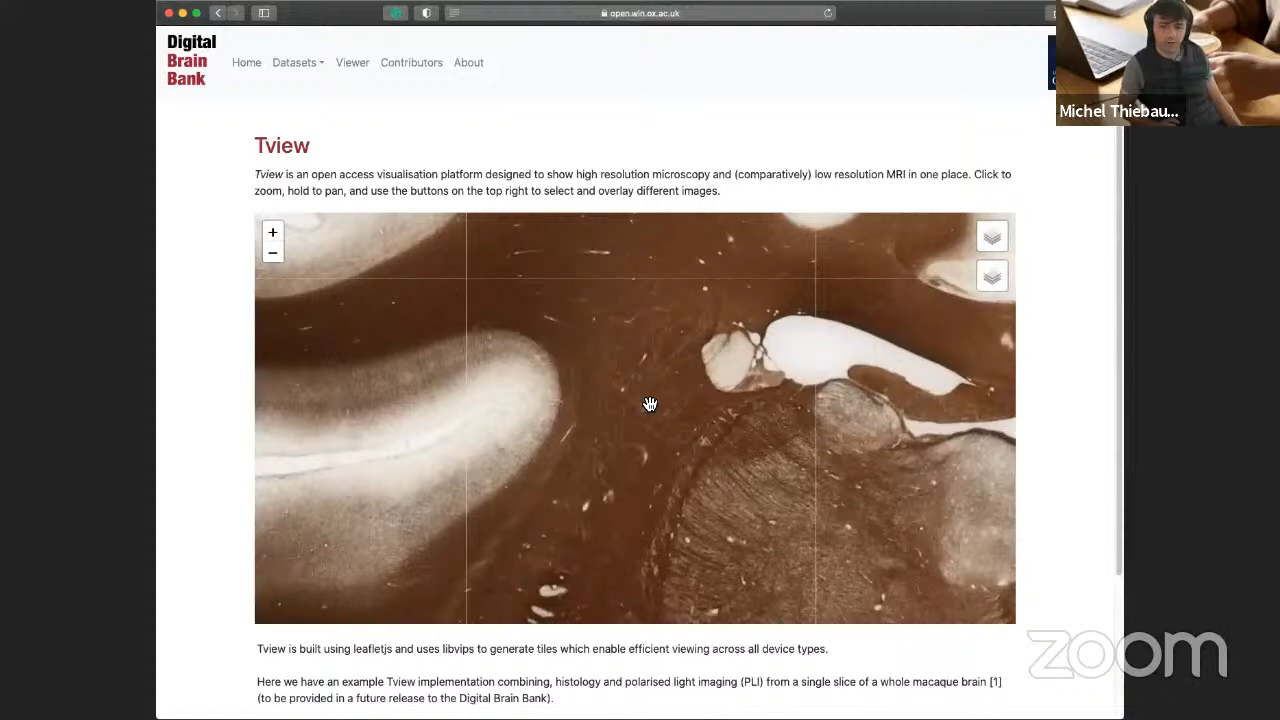 open.win.ox.ac.uk
Digital
Brain
Bank
Home
Datasets
Viewer
Contributors
About
Michel Thiebau...
Tview
Tview is an open access visualisation platform designed to show high resolution microscopy and (comparatively) low resolution MRI in one place. Click to
zoom, hold to pan, and use the buttons on the top right to select and overlay different images.
+
−
Tview is built using leafletjs and uses libvips to generate tiles which enable efficient viewing across all device types.
Here we have an example Tview implementation combining, histology and polarised light imaging (PLI) from a single slice of a whole macaque brain [1]
(to be provided in a future release to the Digital Brain Bank).
zoom